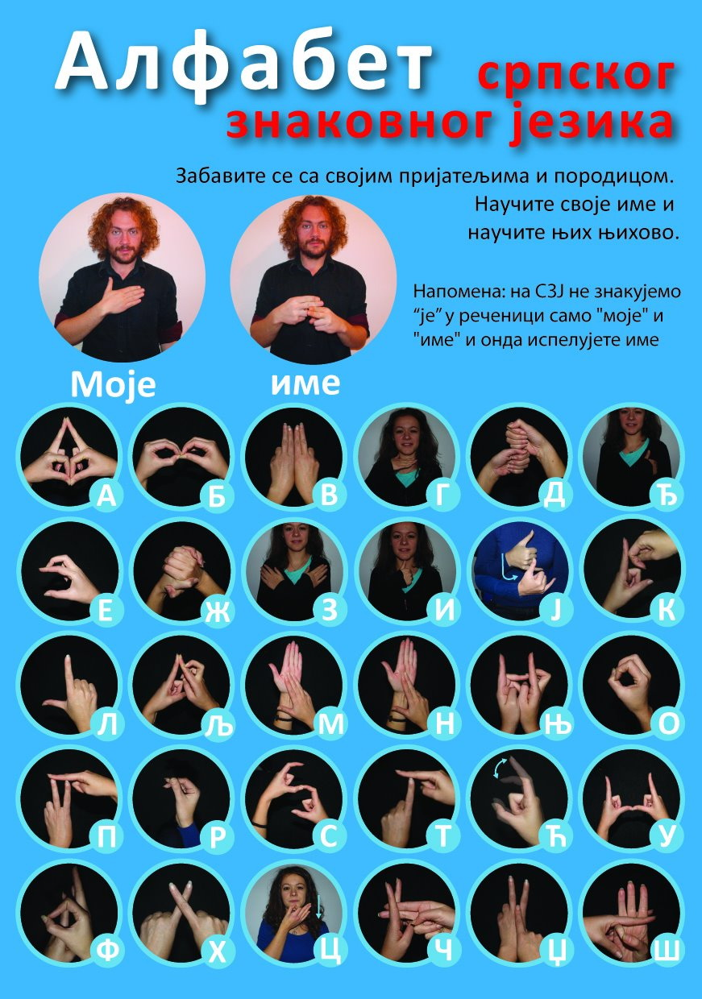 Алфабет српског
знаковног језика
Забавите се са својим пријатељима и породицом.
Научите своје име и
научите њих њихово.
Напомена: на СЗЈ не знакујемо
“је” у реченици само "моје" и
"име" и онда испелујете име
Моје име
А Б В Г Д Ђ
Е Ж З И Ј К
Л Љ М Н Њ О
П Р С Т Ћ У
Ф Х Ц Ч Џ Ш